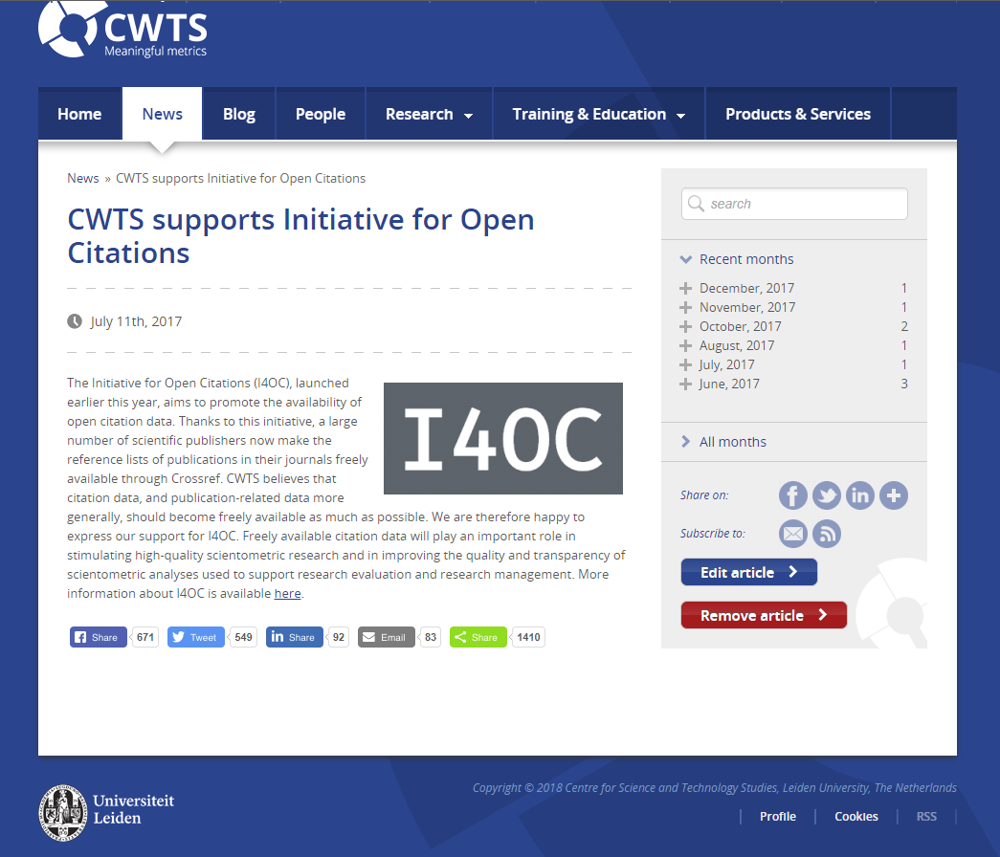 CWTS
Meaningful metrics
Home
News
Blog
People
Research
Training & Education
Products & Services
News » CWTS supports Initiative for Open Citations
CWTS supports Initiative for Open
Citations
July 11th, 2017
The Initiative for Open Citations (I4OC), launched
earlier this year, aims to promote the availability of
open citation data. Thanks to this initiative, a large
number of scientific publishers now make the
reference lists of publications in their journals freely
available through Crossref. CWTS believes that
citation data, and publication-related data more
generally, should become freely available as much as possible. We are therefore happy to
express our support for I4OC. Freely available citation data will play an important role in
stimulating high-quality scientometric research and in improving the quality and transparency of
scientometric analyses used to support research evaluation and research management. More
information about I4OC is available here.
I4OC
Share 671
Tweet 549
Share 92
Email 83
Share 1410
search
Recent months
December, 2017 1
November, 2017 1
October, 2017 2
August, 2017 1
July, 2017 1
June, 2017 3
All months
Share on:
Subscribe to:
Edit article
Remove article
Universiteit
Leiden
Copyright © 2018 Centre for Science and Technology Studies, Leiden University, The Netherlands
Profile
Cookies
RSS